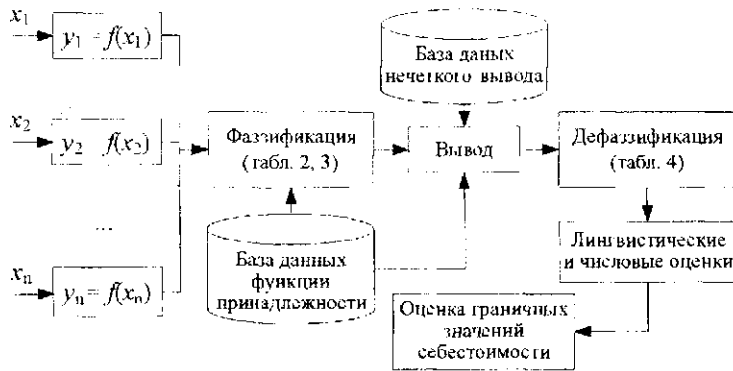 x1
y1 = f(x1)
x2
y2 = f(x2)
...
xn
yn = f(xn)
Фаззификация
(табл. 2, 3)
База данных
функции
принадлежности
База даных
нечеткого вывода
Вывод
Дефаззификация
(табл. 4)
Лингвистические
и числовые оценки
Оценка граничных
значений
себестоимости